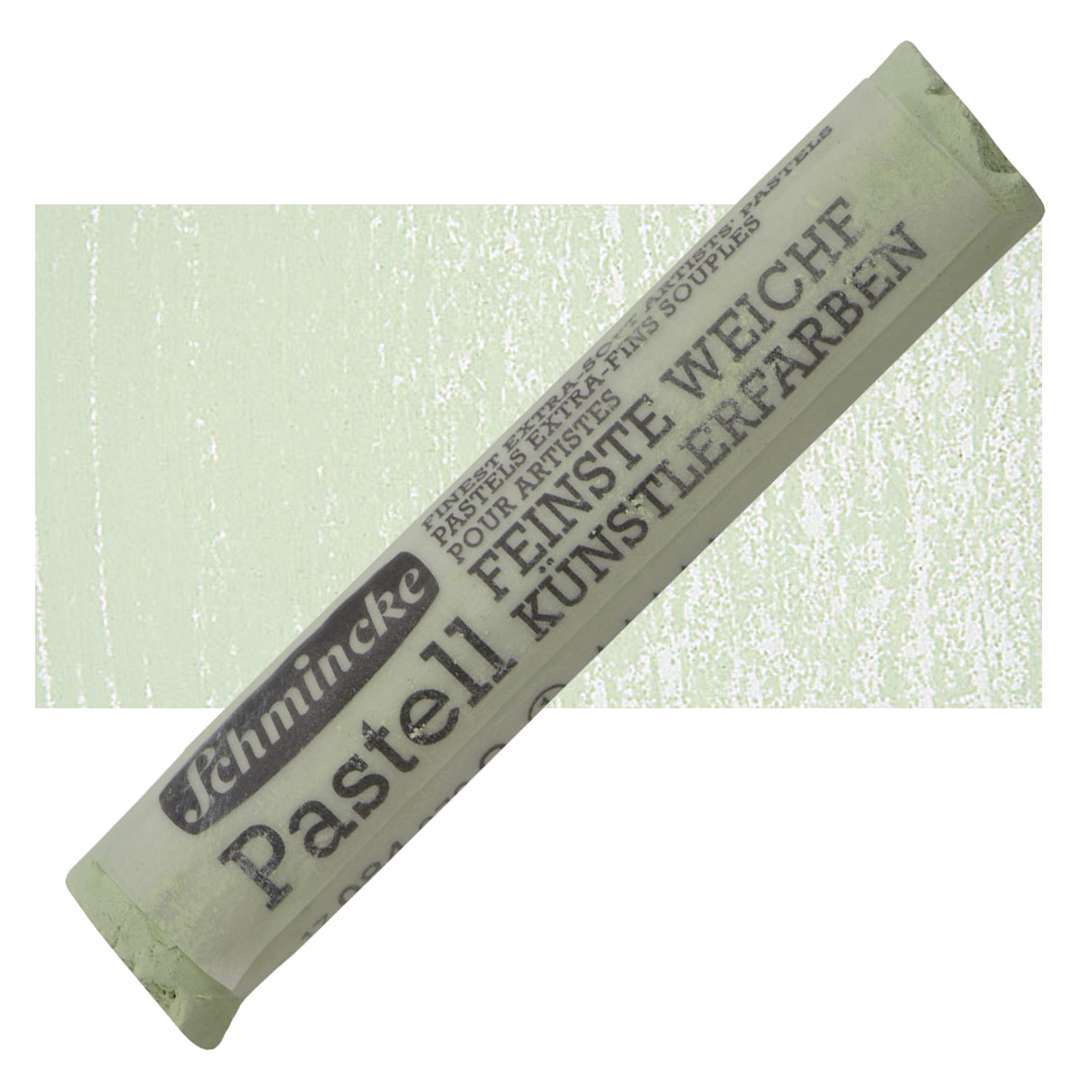 FINEST EXTRA-SOFT ARTISTS' PASTELS
PASTELS EXTRA-FINS SOUPLES
POUR ARTISTES
FEINSTE WEICHE
KÜNSTLERFARBEN
Schmincke
Pastell